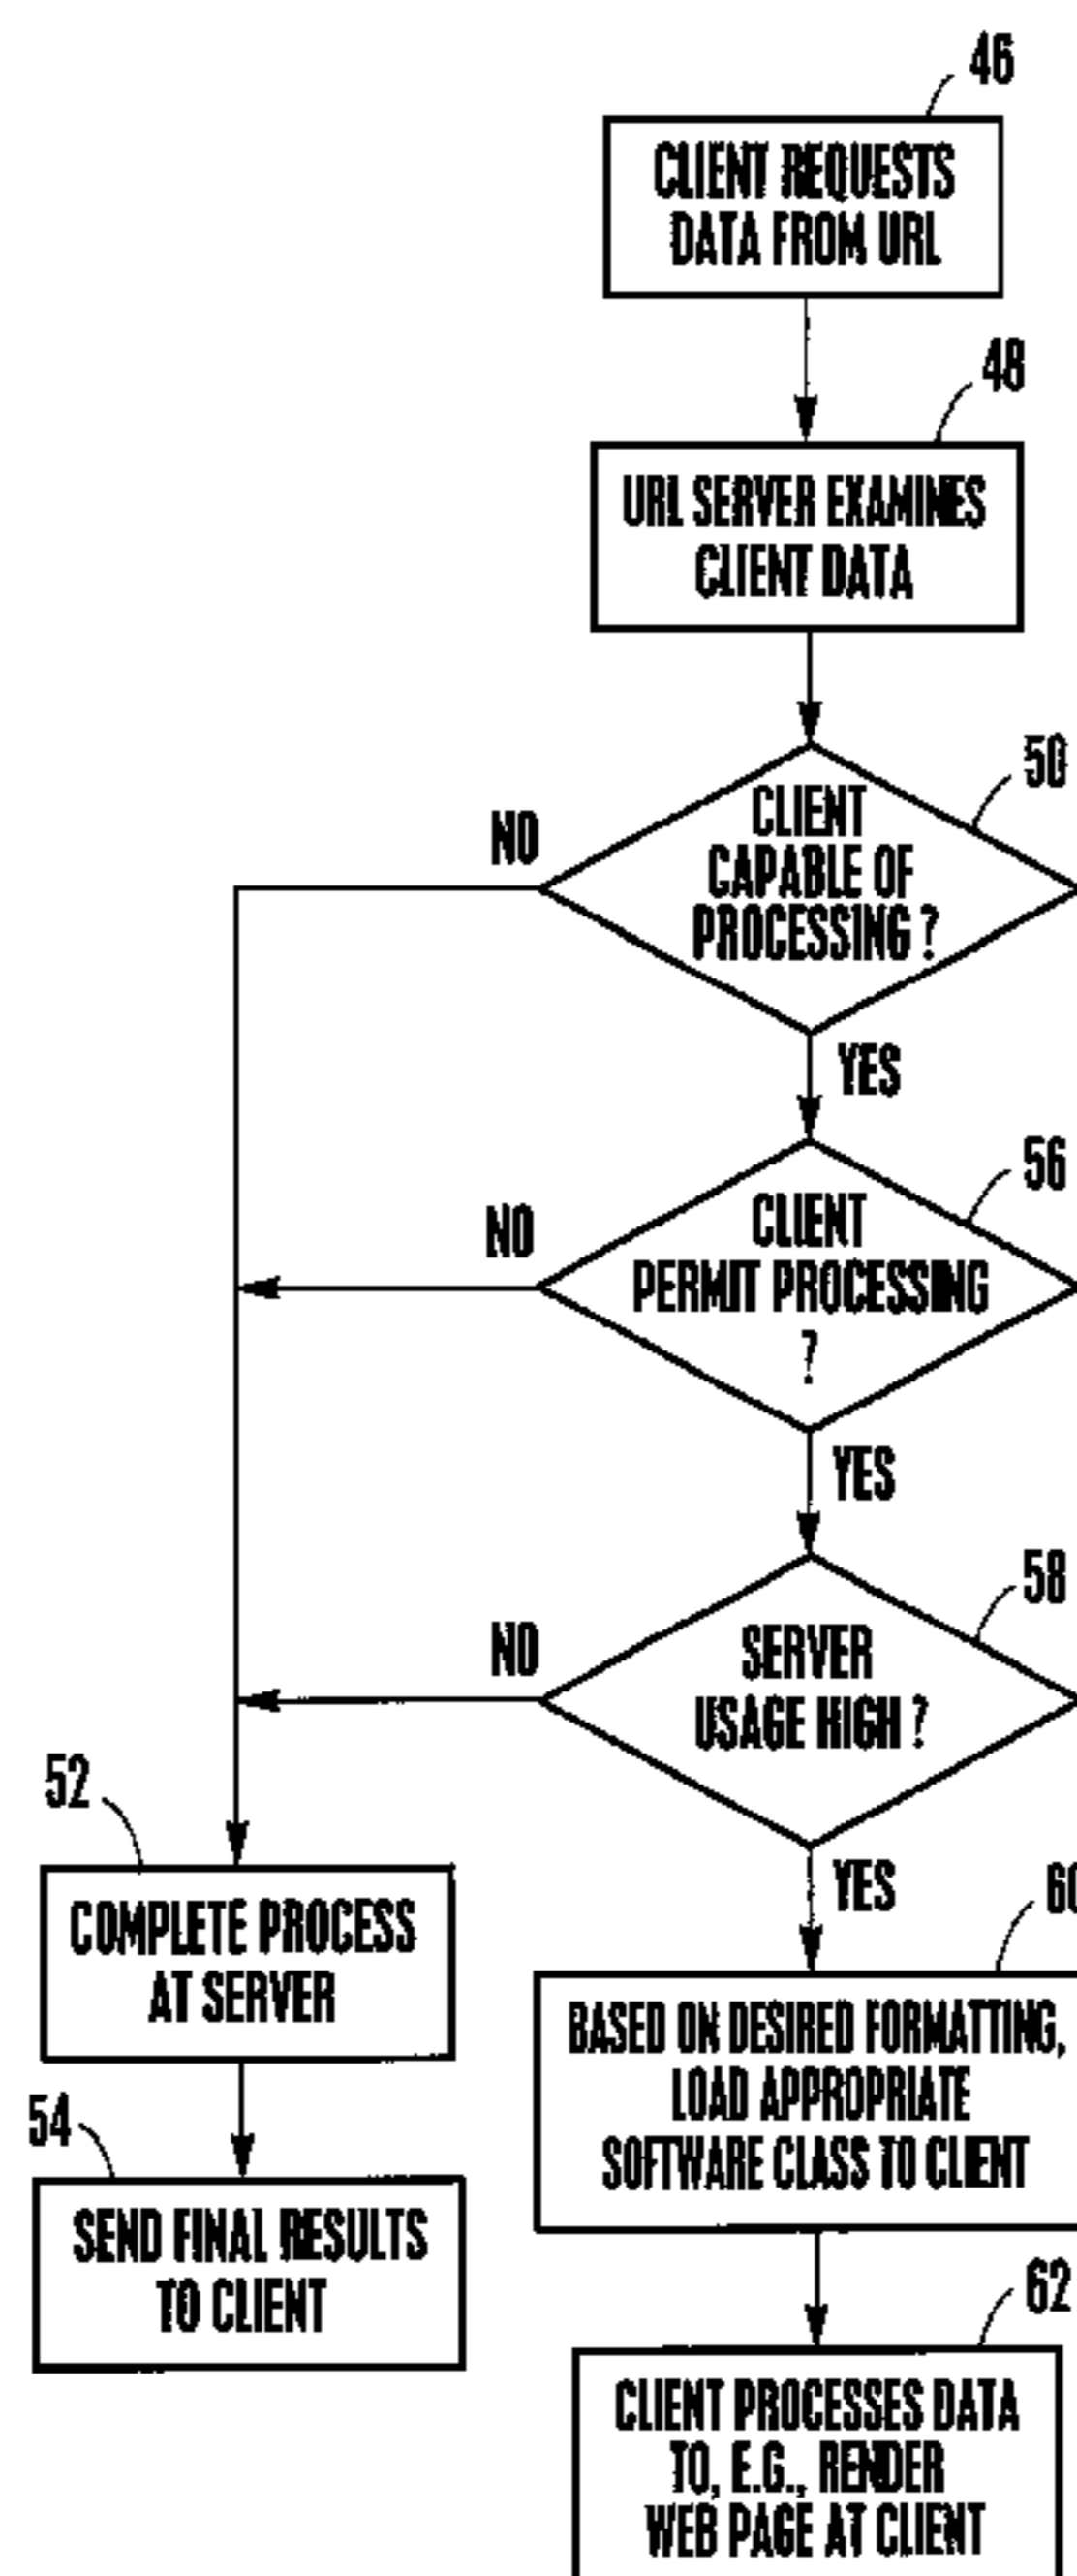 46
CLIENT REQUESTS
DATA FROM URL
48
URL SERVER EXAMINES
CLIENT DATA
50
NO
CLIENT
CAPABLE OF
PROCESSING?
YES
56
NO
CLIENT
PERMIT PROCESSING
?
YES
58
NO
SERVER
USAGE HIGH?
YES
52
COMPLETE PROCESS
AT SERVER
54
SEND FINAL RESULTS
TO CLIENT
60
BASED ON DESIRED FORMATTING,
LOAD APPROPRIATE
SOFTWARE CLASS TO CLIENT
62
CLIENT PROCESSES DATA
TO, E.G., RENDER
WEB PAGE AT CLIENT